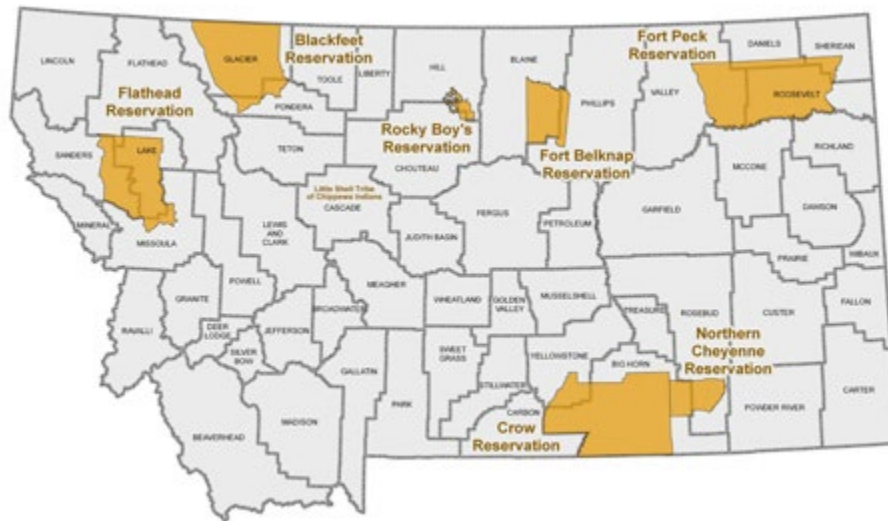 LINCOLN
FLATHEAD
GLACIER
Blackfeet
Reservation
TOOLE
LIBERTY
HILL
BLAINE
PHILLIPS
VALLEY
Fort Peck
Reservation
DANIELS
SHERIDAN
ROOSEVELT
Flathead
Reservation
PONDERA
Rocky Boy's
Reservation
Fort Belknap
Reservation
SANDERS
LAKE
TETON
CHOUTEAU
RICHLAND
MCCONE
Little Shell Tribe
of Chippewa Indians
CASCADE
MINERAL
MISSOULA
LEWIS
AND
CLARK
JUDITH BASIN
FERGUS
PETROLEUM
GARFIELD
DAWSON
PRAIRIE
WIBAUX
POWELL
GRANITE
MEAGHER
WHEATLAND
GOLDEN
VALLEY
MUSSELSHELL
TREASURE
ROSEBUD
CUSTER
FALLON
RAVALLI
DEER
LODGE
JEFFERSON
BROADWATER
SILVER
BOW
GALLATIN
SWEET
GRASS
STILLWATER
YELLOWSTONE
BIG HORN
Northern
Cheyenne
Reservation
CARTER
BEAVERHEAD
MADISON
PARK
CARBON
Crow
Reservation
POWDER RIVER